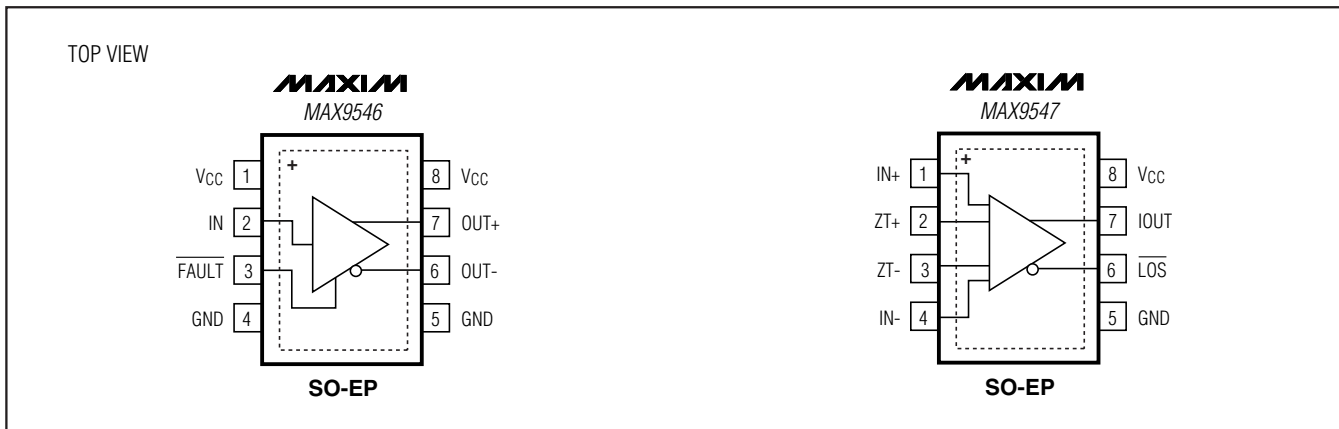 TOP VIEW
MAXIM
MAX9546
VCC 1
8 VCC
IN 2
7 OUT+
FAULT 3
6 OUT-
GND 4
5 GND
+
SO-EP
MAXIM
MAX9547
IN+ 1
8 VCC
ZT+ 2
7 IOUT
ZT- 3
6 LOS
IN- 4
5 GND
+
SO-EP